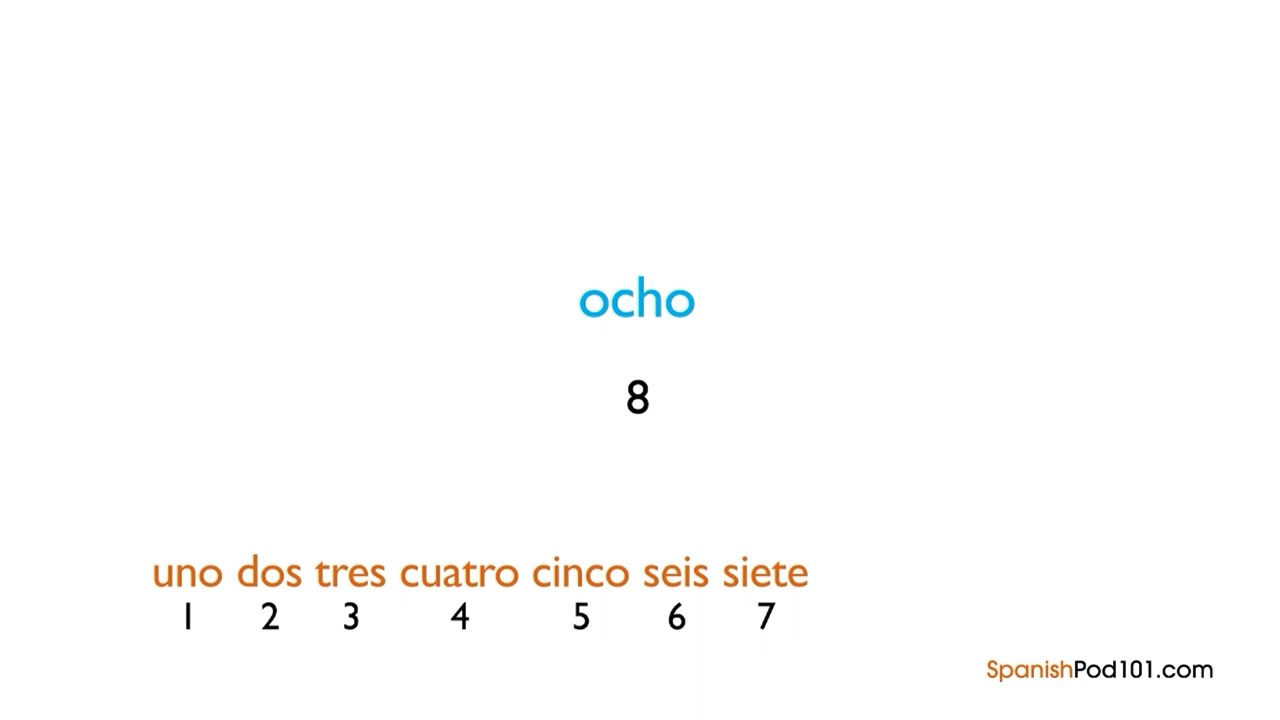 ocho
8
uno dos tres cuatro cinco seis siete
1 2 3 4 5 6 7
SpanishPod101.com